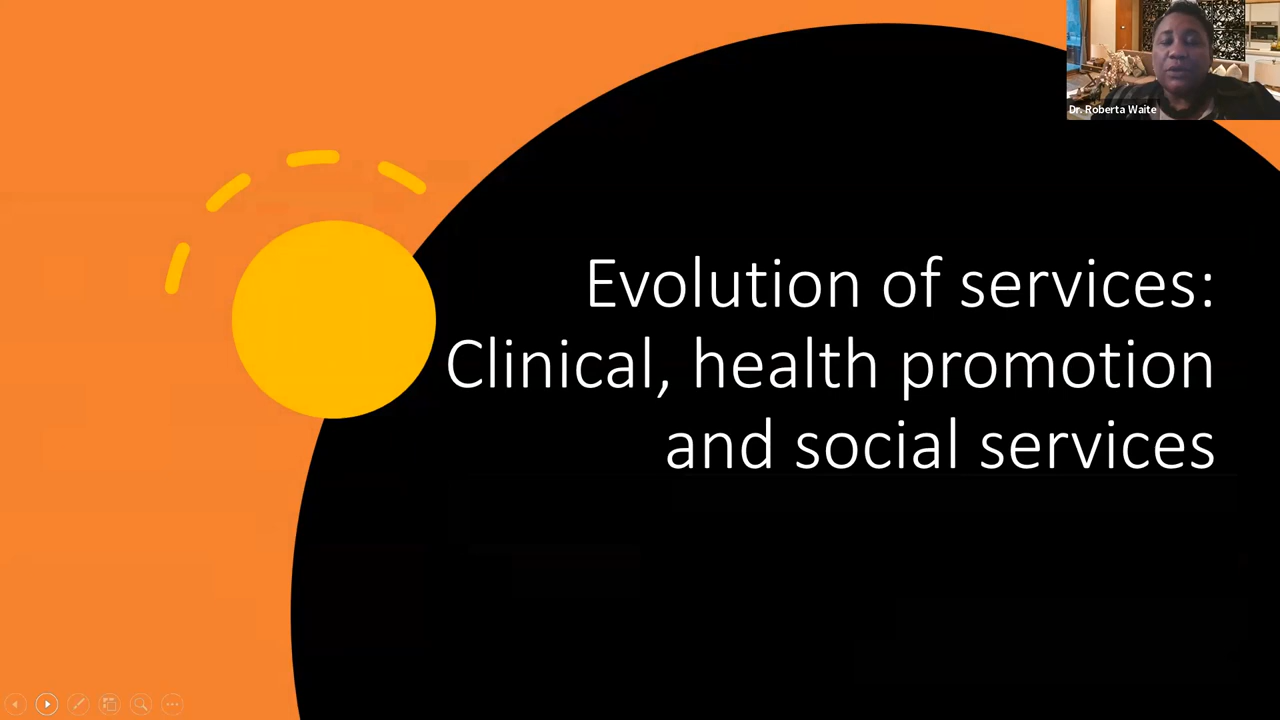 Dr. Roberta Waite
Evolution of services:
Clinical, health promotion
and social services